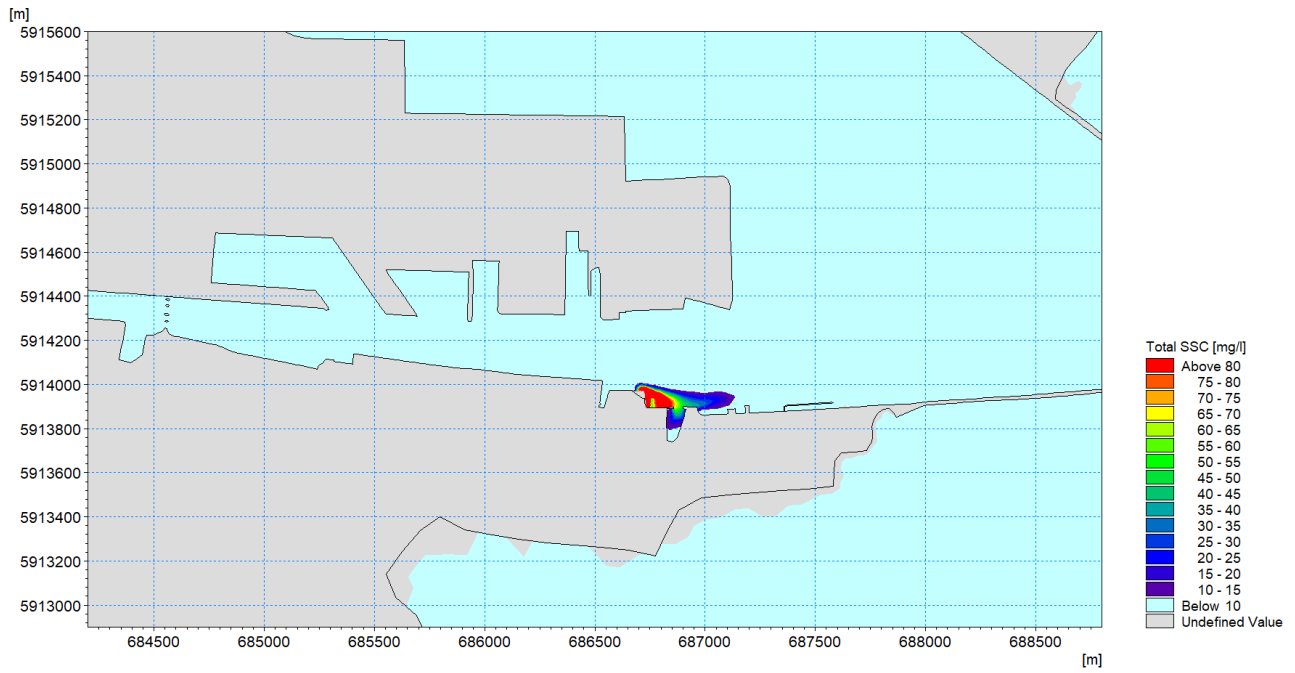 [m]
5915600
5915400
5915200
5915000
5914800
5914600
5914400
5914200
5914000
5913800
5913600
5913400
5913200
5913000
684500 685000 685500 686000 686500 687000 687500 688000 688500
[m]
Total SSC [mg/l]
Above 80
75 - 80
70 - 75
65 - 70
60 - 65
55 - 60
50 - 55
45 - 50
40 - 45
35 - 40
30 - 35
25 - 30
20 - 25
15 - 20
10 - 15
Below 10
Undefined Value